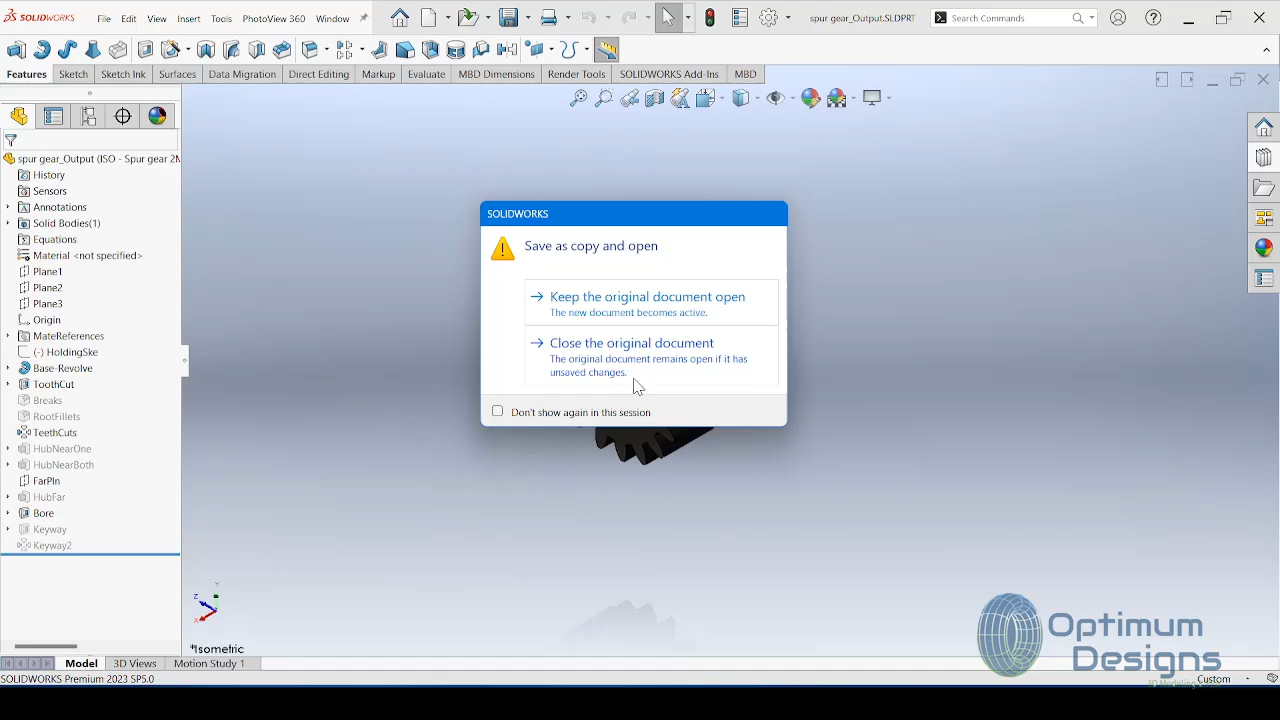 SOLIDWORKS File Edit View Insert Tools PhotoView 360 Window spur gear_Output.SLDPRT Search Commands
Features Sketch Sketch Ink Surfaces Data Migration Direct Editing Markup Evaluate MBD Dimensions Render Tools SOLIDWORKS Add-Ins MBD
spur gear_Output (ISO - Spur gear 2M
History
Sensors
Annotations
Solid Bodies(1)
Equations
Material <not specified>
Plane1
Plane2
Plane3
Origin
MateReferences
(-) HoldingSke
Base-Revolve
ToothCut
Breaks
RootFillets
TeethCuts
HubNearOne
HubNearBoth
FarPln
HubFar
Bore
Keyway
Keyway2
SOLIDWORKS
Save as copy and open
Keep the original document open
The new document becomes active.
Close the original document
The original document remains open if it has
unsaved changes.
Don't show again in this session
Y
Z
X
*Isometric
Optimum
Designs
Model 3D Views Motion Study 1
SOLIDWORKS Premium 2023 SP5.0 Custom